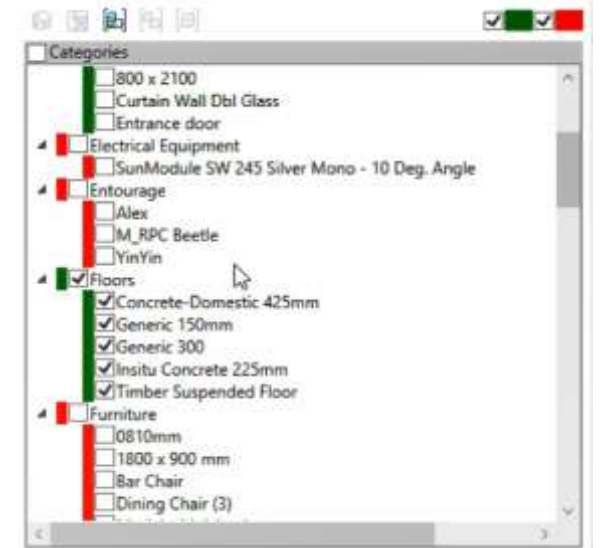 Categories
800 x 2100
Curtain Wall Dbl Glass
Entrance door
Electrical Equipment
SunModule SW 245 Silver Mono - 10 Deg. Angle
Entourage
Alex
M_RPC Beetle
YinYin
Floors
Concrete-Domestic 425mm
Generic 150mm
Generic 300
Insitu Concrete 225mm
Timber Suspended Floor
Furniture
0810mm
1800 x 900 mm
Bar Chair
Dining Chair (3)